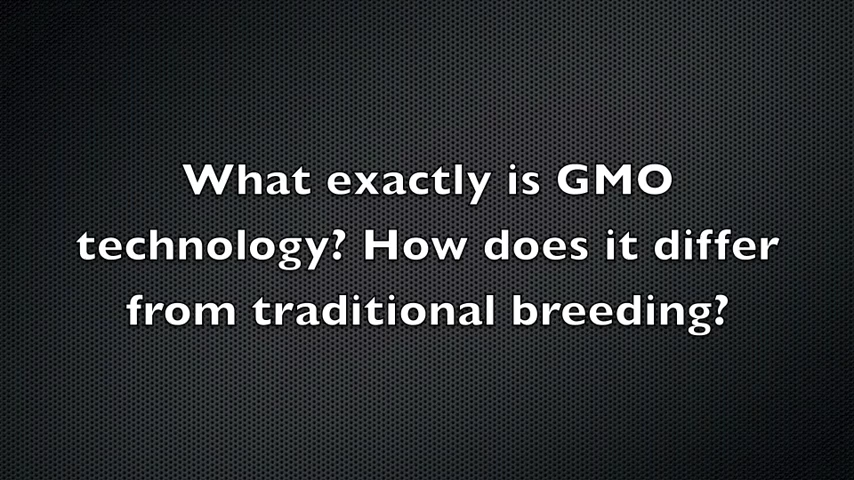 What exactly is GMO
technology? How does it differ
from traditional breeding?